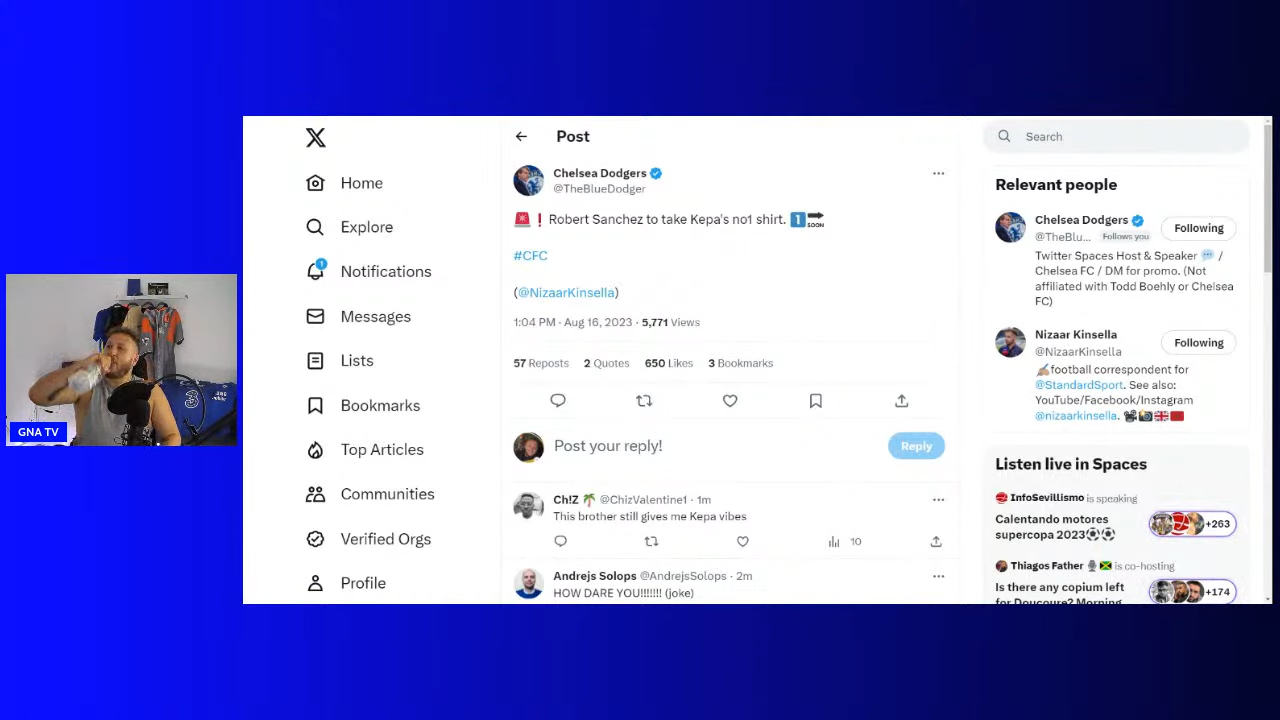 Post
Search
Home
Explore
Notifications
1
Messages
Lists
Bookmarks
Top Articles
Communities
Verified Orgs
Profile
Chelsea Dodgers
@TheBlueDodger
🚨❗ Robert Sanchez to take Kepa's no1 shirt. 1️⃣🔜
#CFC
(@NizaarKinsella)
1:04 PM · Aug 16, 2023 · 5,771 Views
57 Reposts 2 Quotes 650 Likes 3 Bookmarks
Post your reply!
Reply
Ch!Z 🌴 @ChizValentine1 · 1m
This brother still gives me Kepa vibes
10
Andrejs Solops @AndrejsSolops · 2m
HOW DARE YOU!!!!!!! (joke)
Relevant people
Chelsea Dodgers
@TheBlu... Follows you
Following
Twitter Spaces Host & Speaker 💬 /
Chelsea FC / DM for promo. (Not
affiliated with Todd Boehly or Chelsea
FC)
Nizaar Kinsella
@NizaarKinsella
Following
✍🏽football correspondent for
@StandardSport. See also:
YouTube/Facebook/Instagram
@nizaarkinsella. 🎥📸🇬🇧🇲🇦
Listen live in Spaces
InfoSevillismo is speaking
Calentando motores
supercopa 2023⚽⚽
+263
Thiagos Father 🎙🇯🇲 is co-hosting
Is there any copium left
for Doucoure? Morning
+174
GNA TV
3